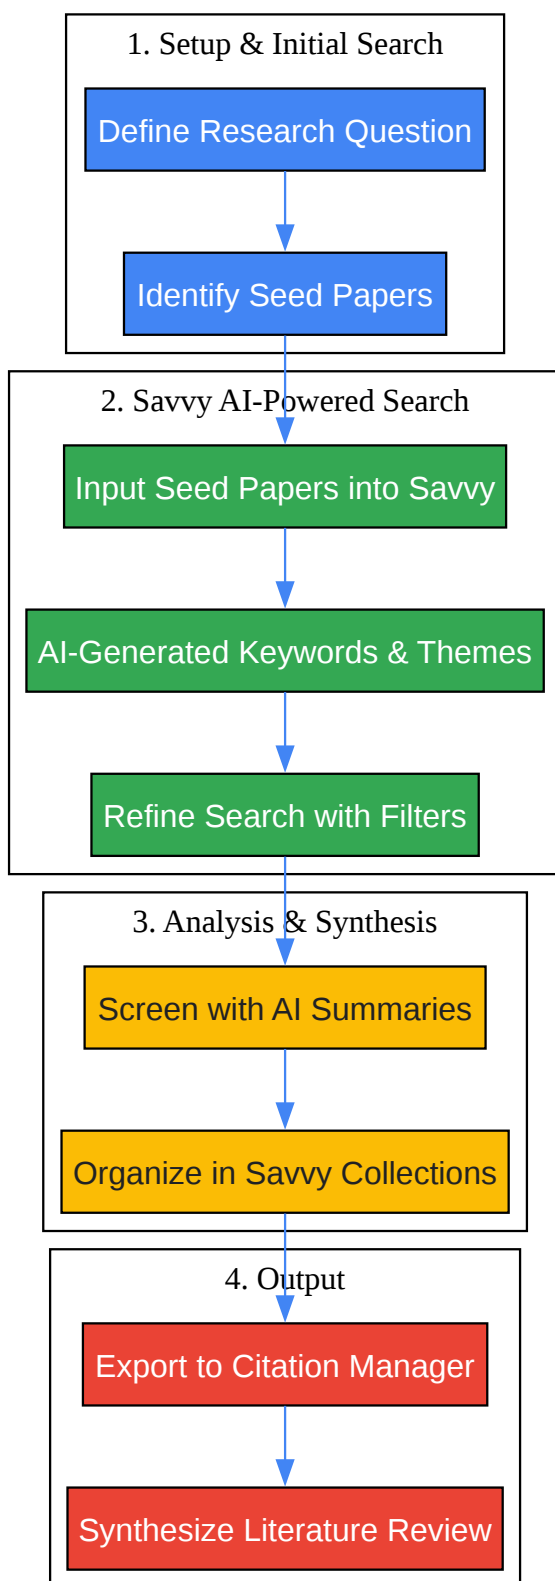 1. Setup & Initial Search
Define Research Question
Identify Seed Papers
2. Savvy AI-Powered Search
Input Seed Papers into Savvy
AI-Generated Keywords & Themes
Refine Search with Filters
3. Analysis & Synthesis
Screen with AI Summaries
Organize in Savvy Collections
4. Output
Export to Citation Manager
Synthesize Literature Review